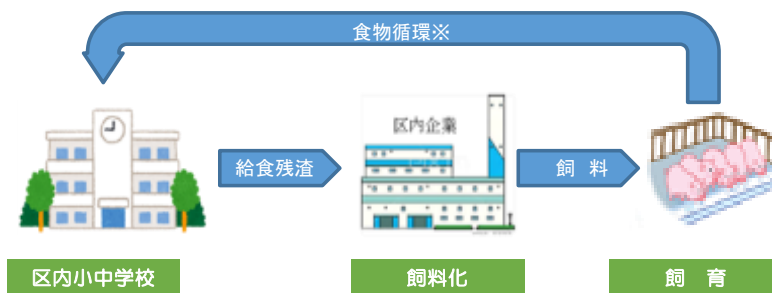 食物循環※
区内企業
給食残渣
飼 料
区内小中学校
飼料化
飼 育